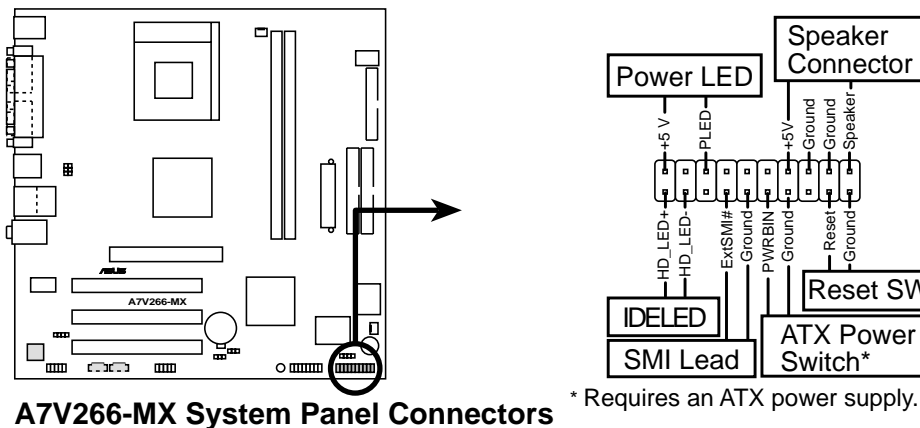 Speaker
Connector
Power LED
+5 V
PLED
+5V
Ground
Ground
Speaker
HD_LED+
HD_LED-
ExtSMI#
Ground
PWRBIN
Ground
Reset
Ground
Reset SW
IDELED
ATX Power
Switch*
SMI Lead
* Requires an ATX power supply.
ASUS
A7V266-MX
A7V266-MX System Panel Connectors